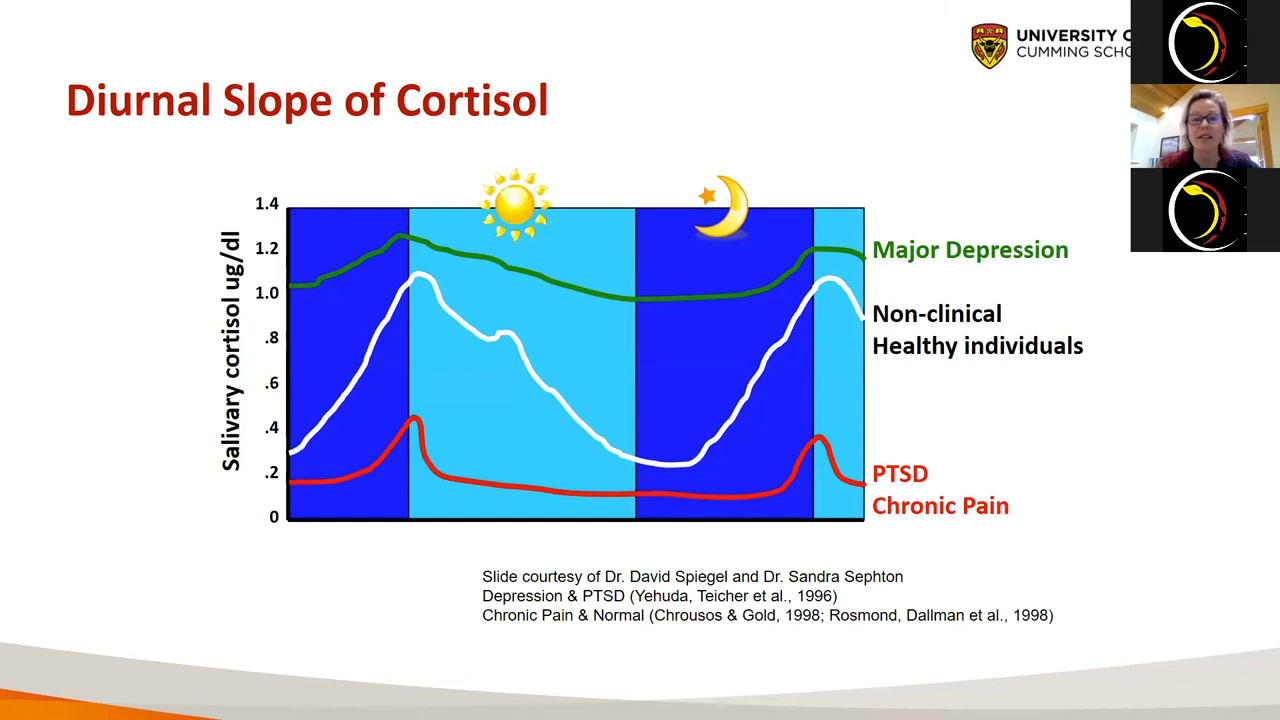 UNIVERSITY
CUMMING
Diurnal Slope of Cortisol
Salivary cortisol ug/dl
1.4
1.2
1.0
.8
.6
.4
.2
0
Major Depression
Non-clinical
Healthy individuals
PTSD
Chronic Pain
Slide courtesy of Dr. David Spiegel and Dr. Sandra Sephton
Depression & PTSD (Yehuda, Teicher et al., 1996)
Chronic Pain & Normal (Chrousos & Gold, 1998; Rosmond, Dallman et al., 1998)